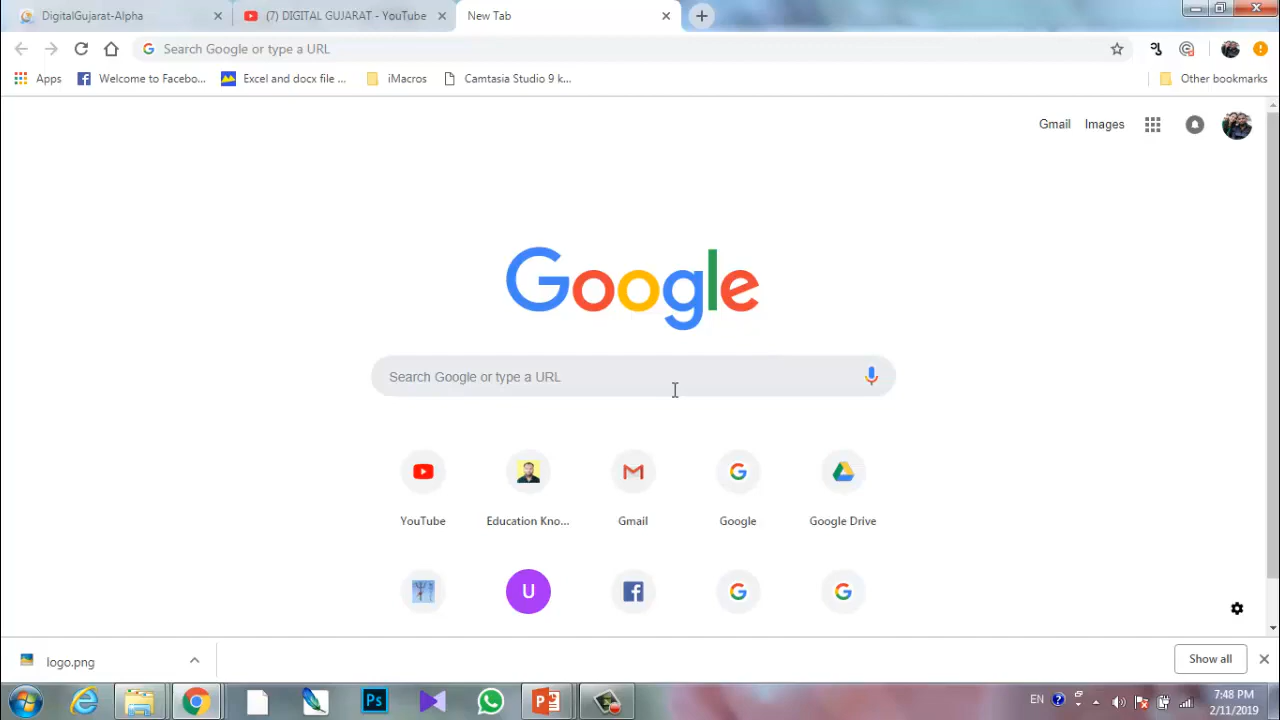 DigitalGujarat-Alpha
(7) DIGITAL GUJARAT - YouTube
New Tab
Search Google or type a URL
Apps
Welcome to Facebo...
Excel and docx file ...
iMacros
Camtasia Studio 9 k...
Other bookmarks
Gmail
Images
Google
Search Google or type a URL
YouTube
Education Kno...
Gmail
Google
Google Drive
U
logo.png
Show all
Ps
EN
7:48 PM
2/11/2019